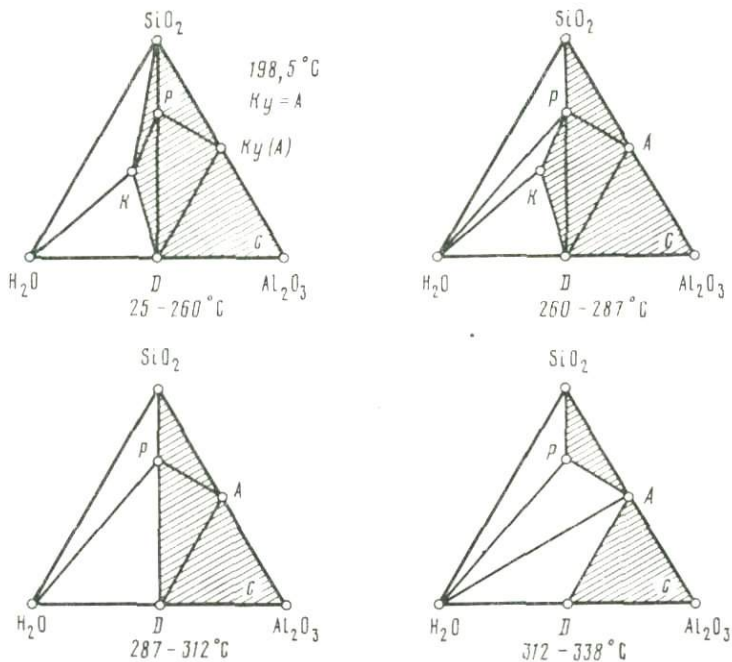 SiO₂
198,5°C
Ky = A
P
Ky(A)
K
C
H₂O D Al₂O₃
25-260°C
SiO₂
P
A
K
C
H₂O D Al₂O₃
260-287°C
SiO₂
P
A
C
H₂O D Al₂O₃
287-312°C
SiO₂
P
A
C
H₂O D Al₂O₃
312-338°C